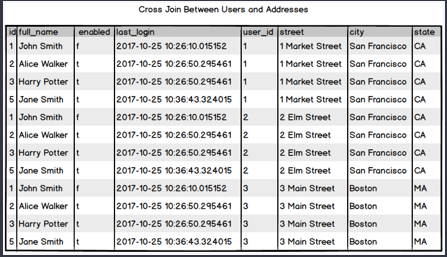 Cross Join Between Users and Addresses
id full_name enabled last_login user_id street city state
1 John Smith f 2017-10-25 10:26:10.015152 1 1 Market Street San Francisco CA
2 Alice Walker t 2017-10-25 10:26:50.295461 1 1 Market Street San Francisco CA
3 Harry Potter t 2017-10-25 10:26:50.295461 1 1 Market Street San Francisco CA
5 Jane Smith t 2017-10-25 10:36:43.324015 1 1 Market Street San Francisco CA
1 John Smith f 2017-10-25 10:26:10.015152 2 2 Elm Street San Francisco CA
2 Alice Walker t 2017-10-25 10:26:50.295461 2 2 Elm Street San Francisco CA
3 Harry Potter t 2017-10-25 10:26:50.295461 2 2 Elm Street San Francisco CA
5 Jane Smith t 2017-10-25 10:36:43.324015 2 2 Elm Street San Francisco CA
1 John Smith f 2017-10-25 10:26:10.015152 3 3 Main Street Boston MA
2 Alice Walker t 2017-10-25 10:26:50.295461 3 3 Main Street Boston MA
3 Harry Potter t 2017-10-25 10:26:50.295461 3 3 Main Street Boston MA
5 Jane Smith t 2017-10-25 10:36:43.324015 3 3 Main Street Boston MA